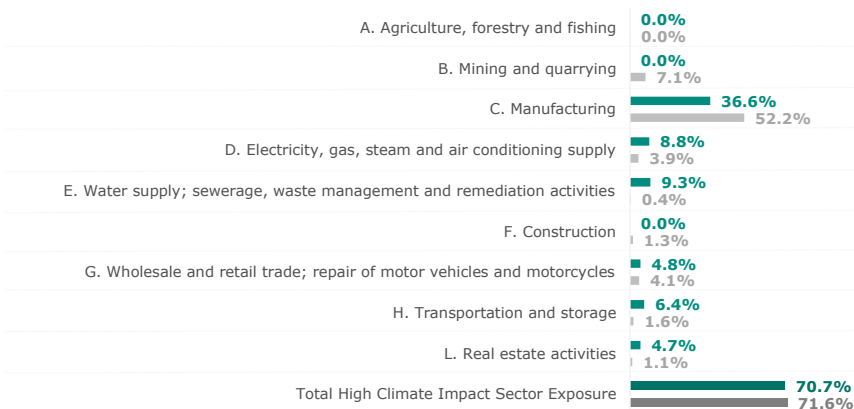 A. Agriculture, forestry and fishing
0.0%
0.0%
B. Mining and quarrying
0.0%
7.1%
C. Manufacturing
36.6%
52.2%
D. Electricity, gas, steam and air conditioning supply
8.8%
3.9%
E. Water supply; sewerage, waste management and remediation activities
9.3%
0.4%
F. Construction
0.0%
1.3%
G. Wholesale and retail trade; repair of motor vehicles and motorcycles
4.8%
4.1%
H. Transportation and storage
6.4%
1.6%
L. Real estate activities
4.7%
1.1%
Total High Climate Impact Sector Exposure
70.7%
71.6%